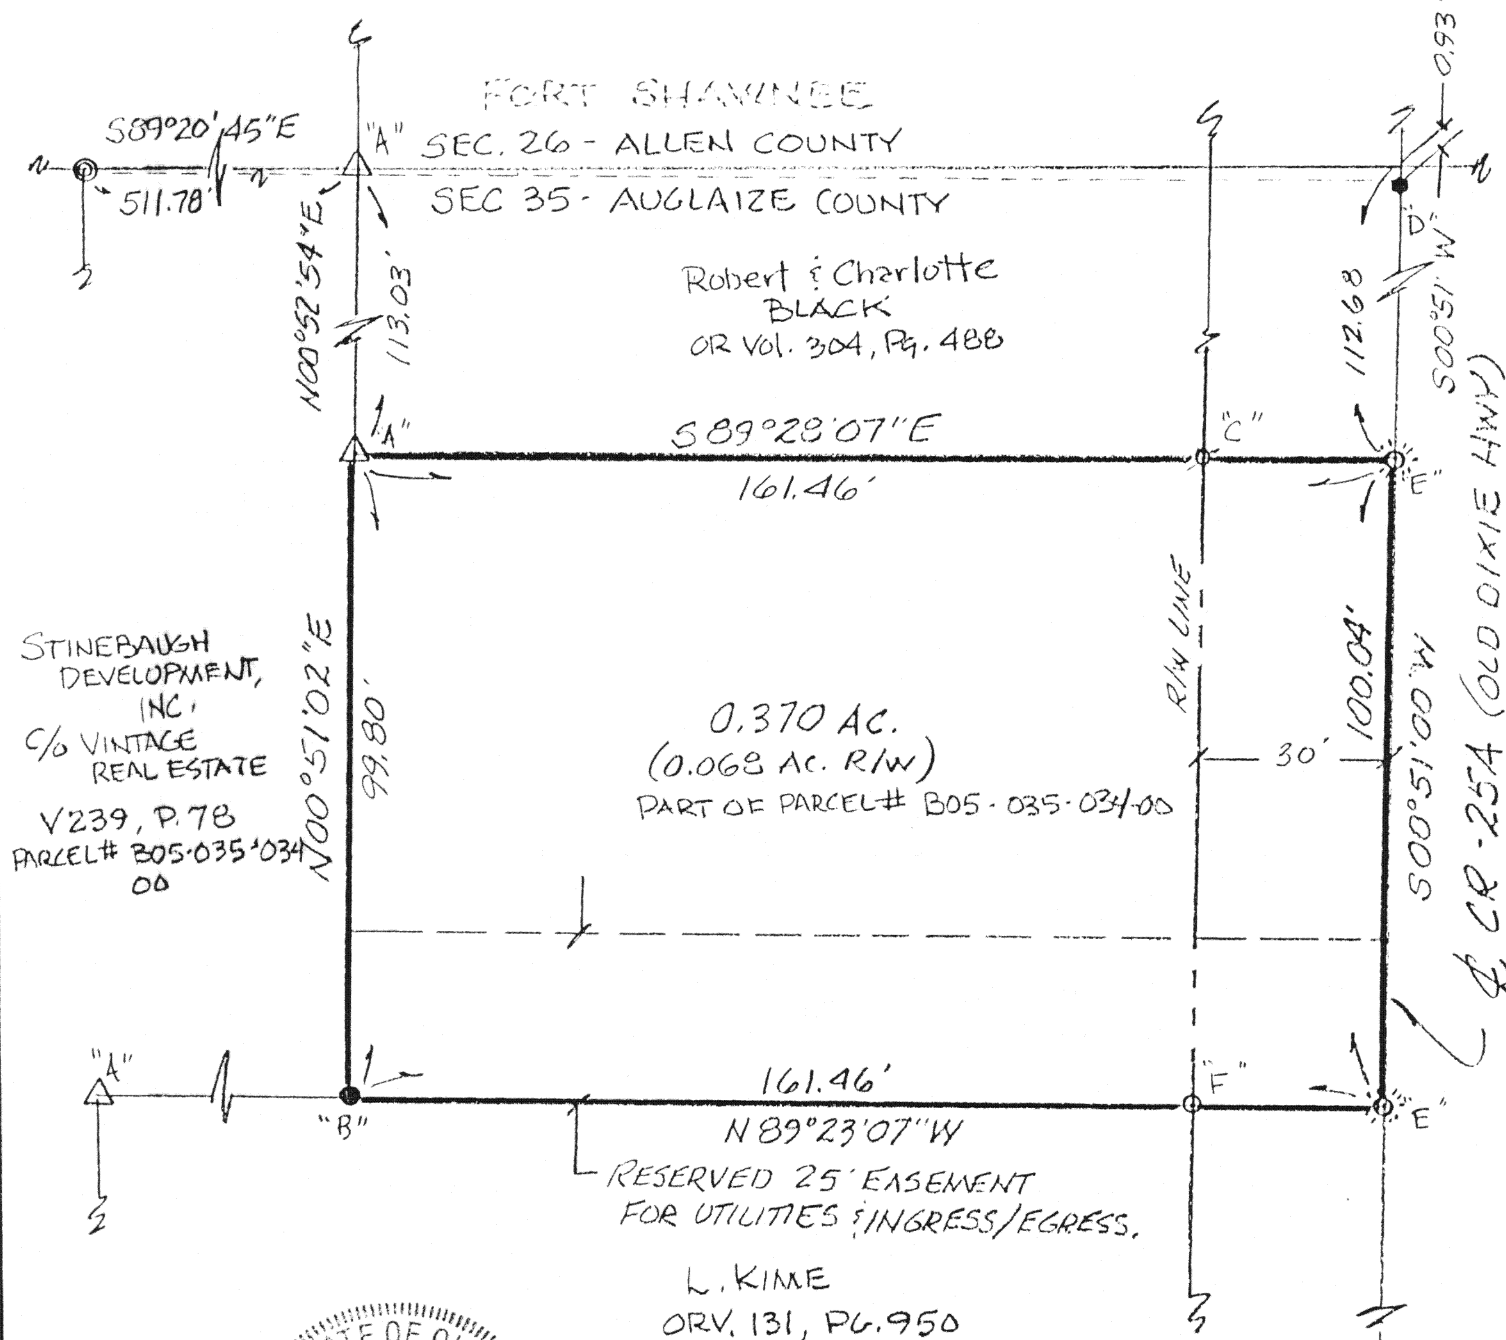 0.93
FORT SHAWNEE
S89°20'45"E
"A"
SEC. 26 - ALLEN COUNTY
511.78'
SEC 35 - AUGLAIZE COUNTY
"D"
N00°52'54"E
113.03'
Robert & Charlotte
BLACK
OR Vol. 304, Pg. 488
112.68
S00°51' W
"A"
S89°28'07"E
161.46'
"C"
"E"
CR-25A (OLD DIXIE HWY)
STINEBAUGH
DEVELOPMENT,
INC.
C/O VINTAGE
REAL ESTATE
V239, P.78
PARCEL# B05-035-034
00
N00°51'02"E
99.80'
0.370 AC.
(0.068 AC. R/W)
PART OF PARCEL# B05-035-034-00
R/W LINE
30'
100.04'
S00°51'00"W
"A"
"B"
161.46'
N89°23'07"W
"F"
"E"
RESERVED 25' EASEMENT
FOR UTILITIES & INGRESS/EGRESS.
L. KIME
ORV. 131, PG. 950